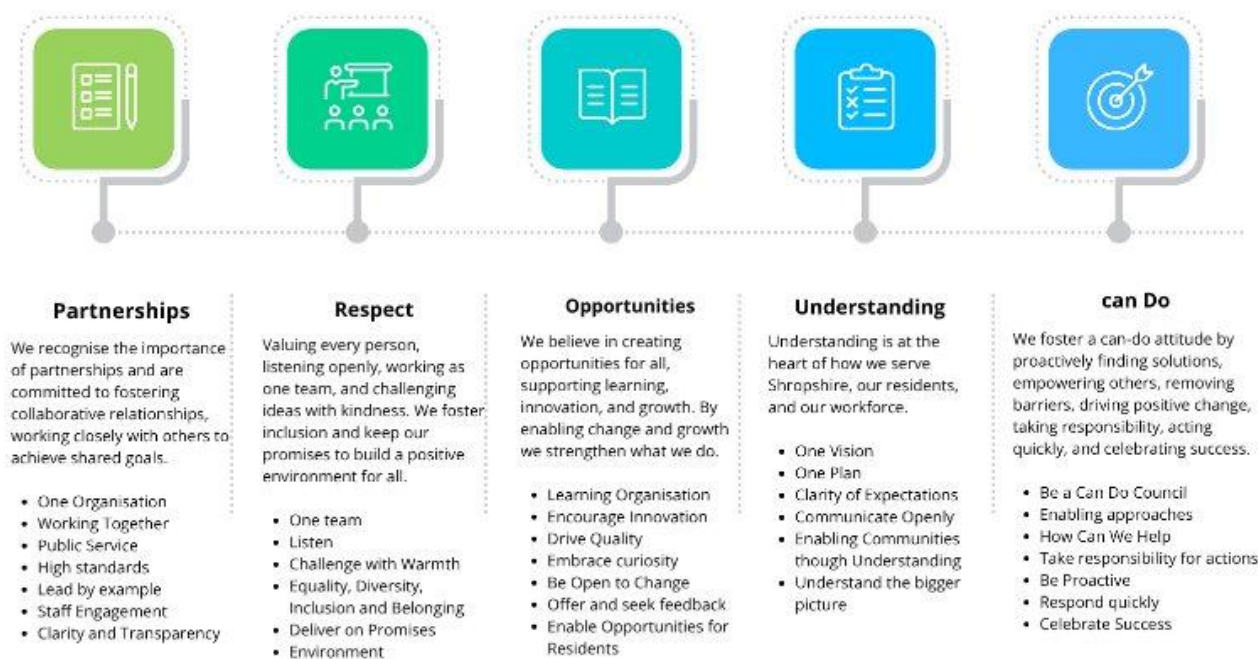 Partnerships
We recognise the importance
of partnerships and are
committed to fostering
collaborative relationships,
working closely with others to
achieve shared goals.
• One Organisation
• Working Together
• Public Service
• High standards
• Lead by example
• Staff Engagement
• Clarity and Transparency
Respect
Valuing every person,
listening openly, working as
one team, and challenging
ideas with kindness. We foster
inclusion and keep our
promises to build a positive
environment for all.
• One team
• Listen
• Challenge with Warmth
• Equality, Diversity,
Inclusion and Belonging
• Deliver on Promises
• Environment
Opportunities
We believe in creating
opportunities for all,
supporting learning,
innovation, and growth. By
enabling change and growth
we strengthen what we do.
• Learning Organisation
• Encourage Innovation
• Drive Quality
• Embrace curiosity
• Be Open to Change
• Offer and seek feedback
• Enable Opportunities for
Residents
Understanding
Understanding is at the
heart of how we serve
Shropshire, our residents,
and our workforce.
• One Vision
• One Plan
• Clarity of Expectations
• Communicate Openly
• Enabling Communities
though Understanding
• Understand the bigger
picture
can Do
We foster a can-do attitude by
proactively finding solutions,
empowering others, removing
barriers, driving positive change,
taking responsibility, acting
quickly, and celebrating success.
• Be a Can Do Council
• Enabling approaches
• How Can We Help
• Take responsibility for actions
• Be Proactive
• Respond quickly
• Celebrate Success